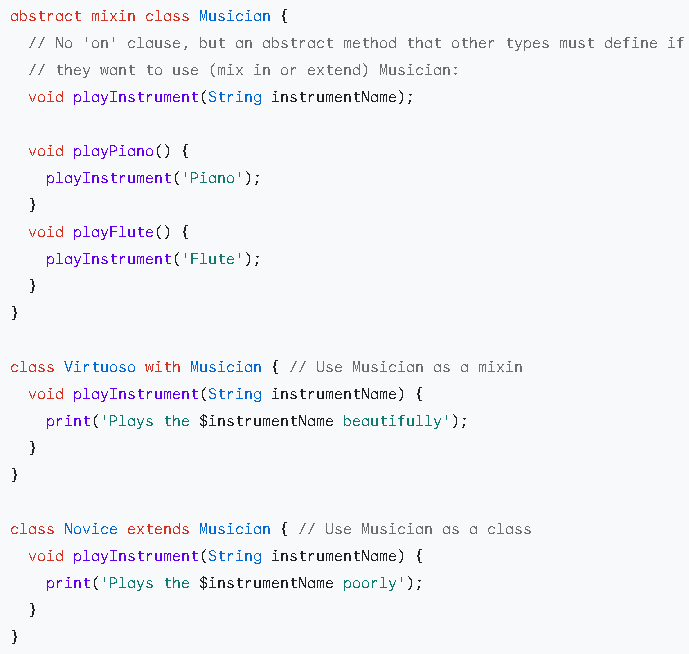 abstract mixin class Musician {
  // No 'on' clause, but an abstract method that other types must define if
  // they want to use (mix in or extend) Musician:
  void playInstrument(String instrumentName);

  void playPiano() {
    playInstrument('Piano');
  }
  void playFlute() {
    playInstrument('Flute');
  }
}

class Virtuoso with Musician { // Use Musician as a mixin
  void playInstrument(String instrumentName) {
    print('Plays the $instrumentName beautifully');
  }
}

class Novice extends Musician { // Use Musician as a class
  void playInstrument(String instrumentName) {
    print('Plays the $instrumentName poorly');
  }
}